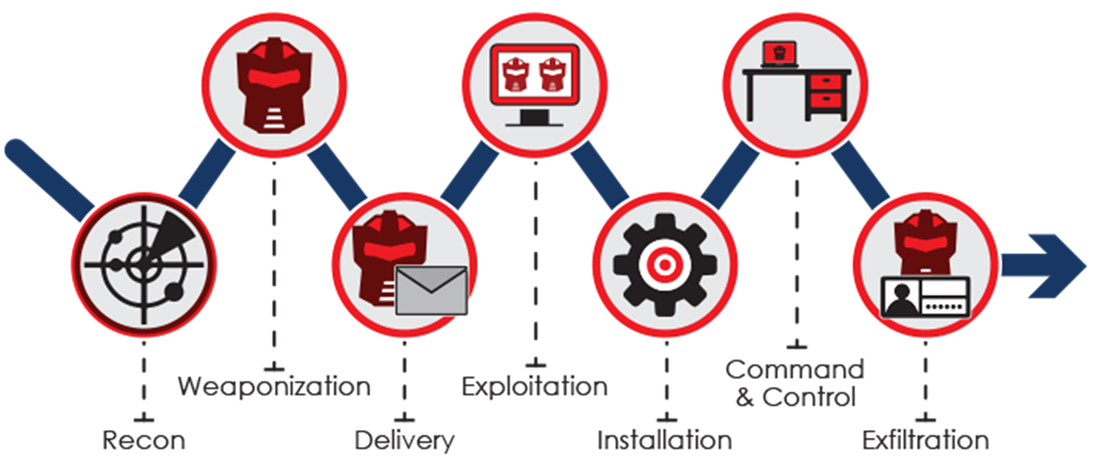 Recon
Weaponization
Delivery
Exploitation
Installation
Command
& Control
Exfiltration